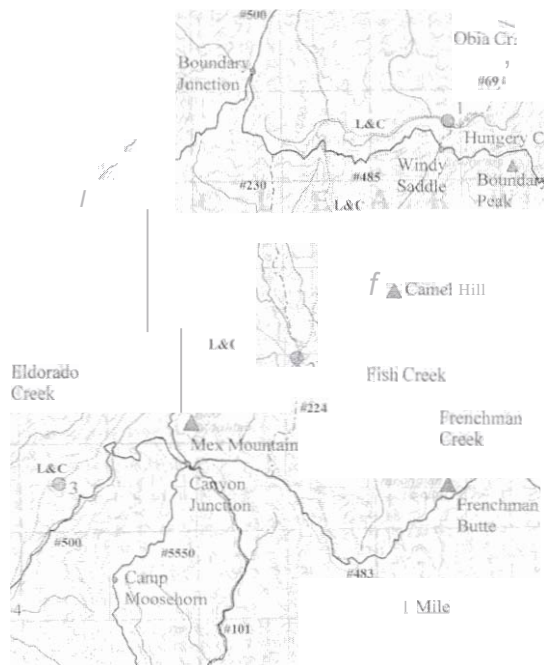 #500
Obia Cr
Boundary
Junction
#69
1
L&C
Hungery C
Windy
Saddle
#230
#485
Boundary
Peak
L&C
f
Camel Hill
L&C
Eldorado
Creek
Fish Creek
#224
Frenchman
Creek
Mex Mountain
L&C
3
Canyon
Junction
Frenchman
Butte
#500
#5550
#483
Camp
Moosehorn
4
1 Mile
#101